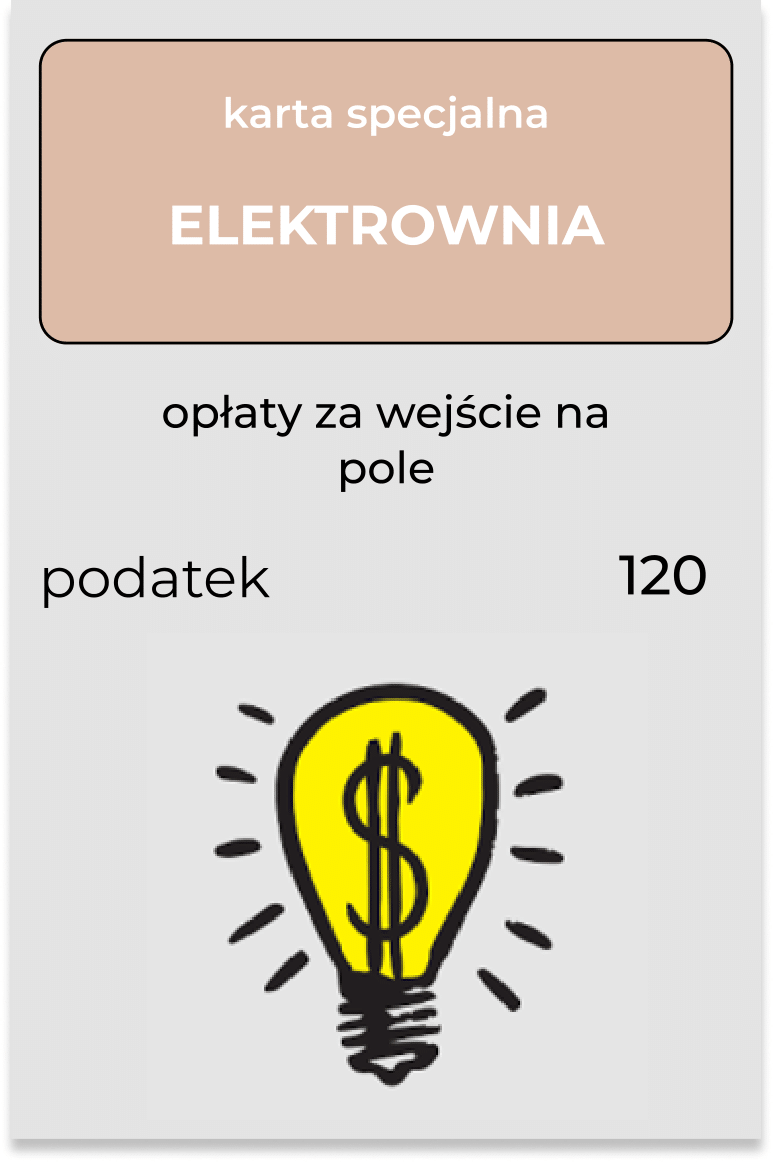 karta specjalna
ELEKTROWNIA
opłaty za wejście na
pole
podatek 120
$